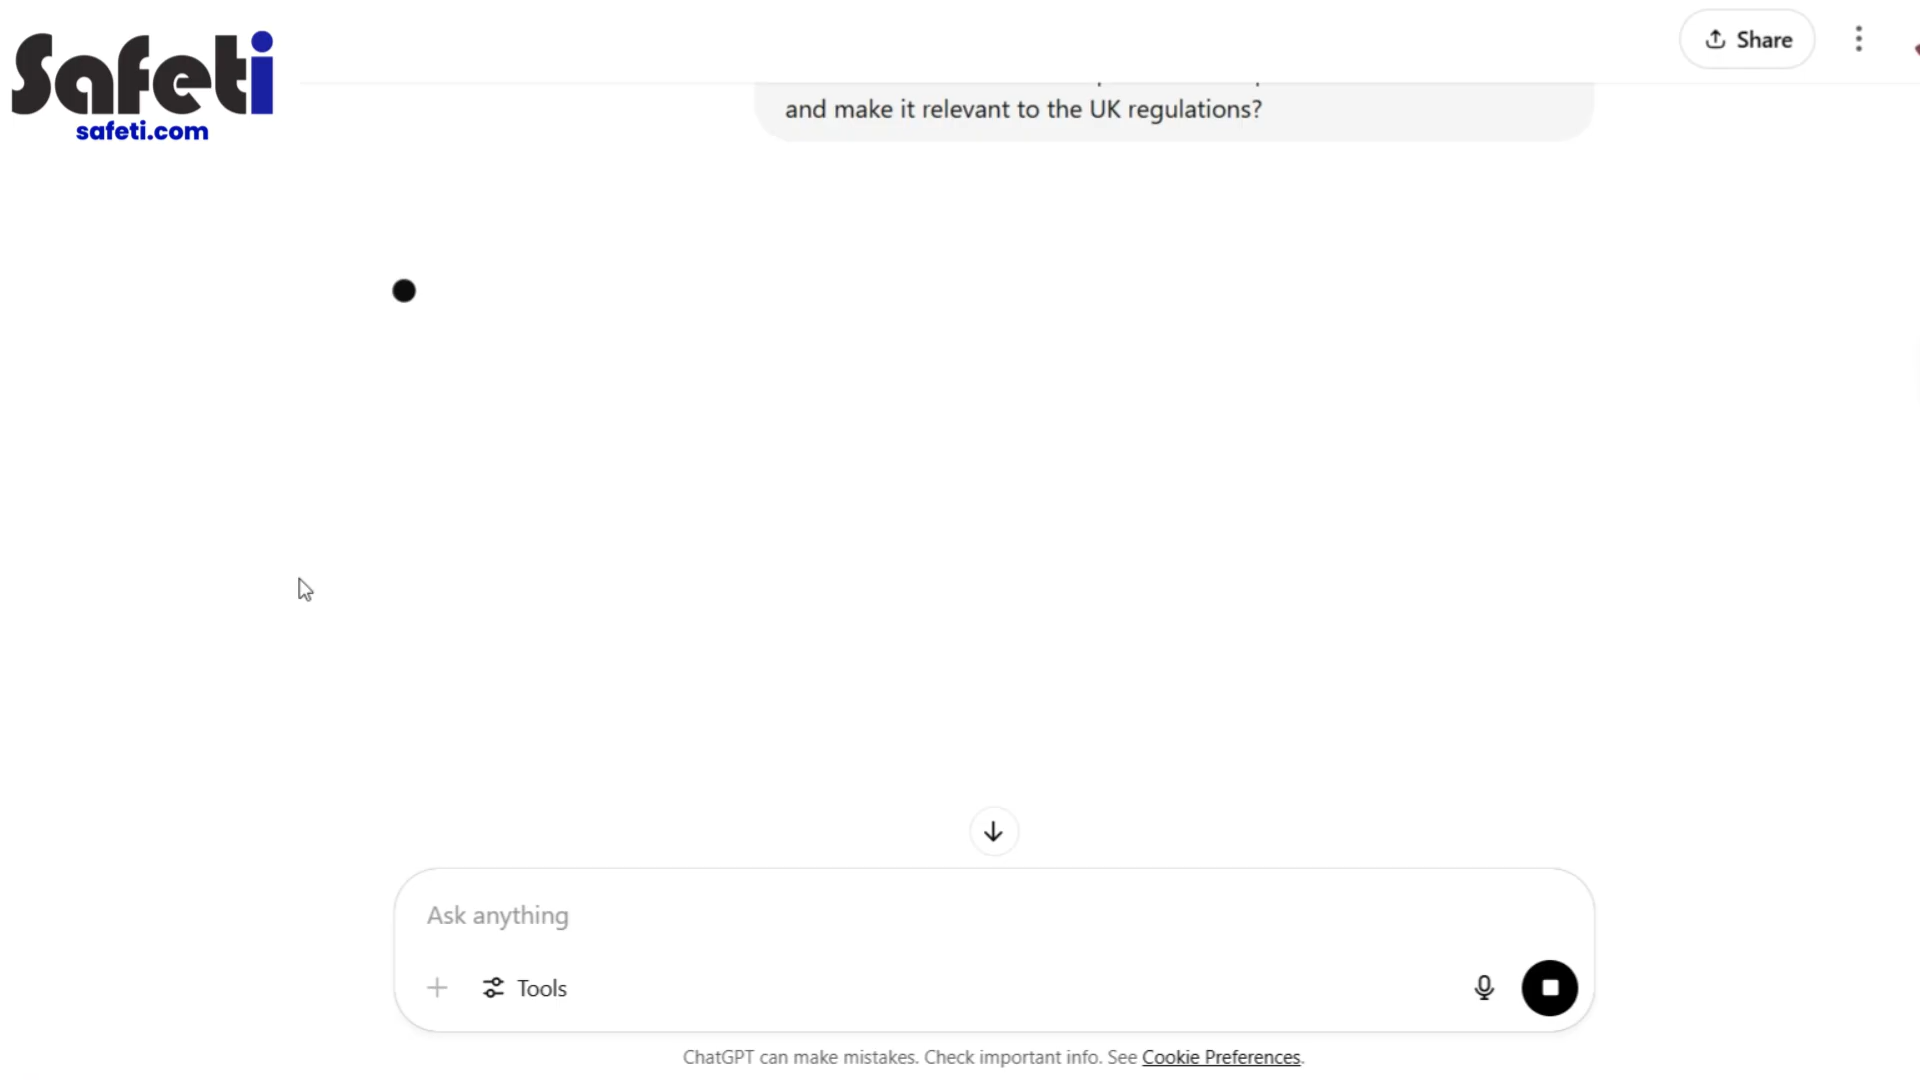 Safeti
safeti.com
Share
and make it relevant to the UK regulations?
Ask anything
Tools
ChatGPT can make mistakes. Check important info. See Cookie Preferences.